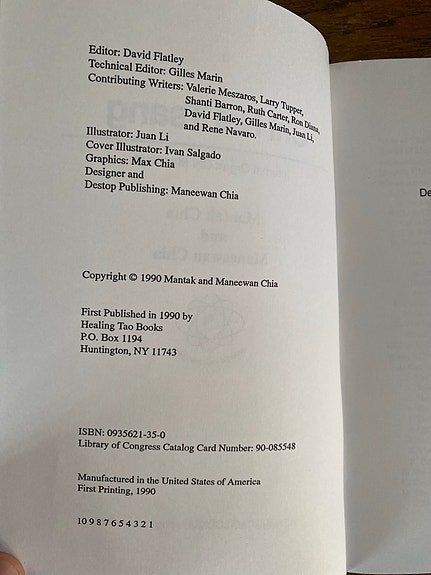 Editor: David Flatley
Technical Editor: Gilles Marin
Contributing Writers: Valerie Meszaros, Larry Tupper,
Shanti Barron, Ruth Carter, Ron Diana,
David Flatley, Gilles Marin, Juan Li,
and Rene Navaro.
Illustrator: Juan Li
Cover Illustrator: Ivan Salgado
Graphics: Max Chia
Designer and
Destop Publishing: Maneewan Chia
Copyright © 1990 Mantak and Maneewan Chia
First Published in 1990 by
Healing Tao Books
P.O. Box 1194
Huntington, NY 11743
ISBN: 0935621-35-0
Library of Congress Catalog Card Number: 90-085548
Manufactured in the United States of America
First Printing, 1990
10 9 8 7 6 5 4 3 2 1
De